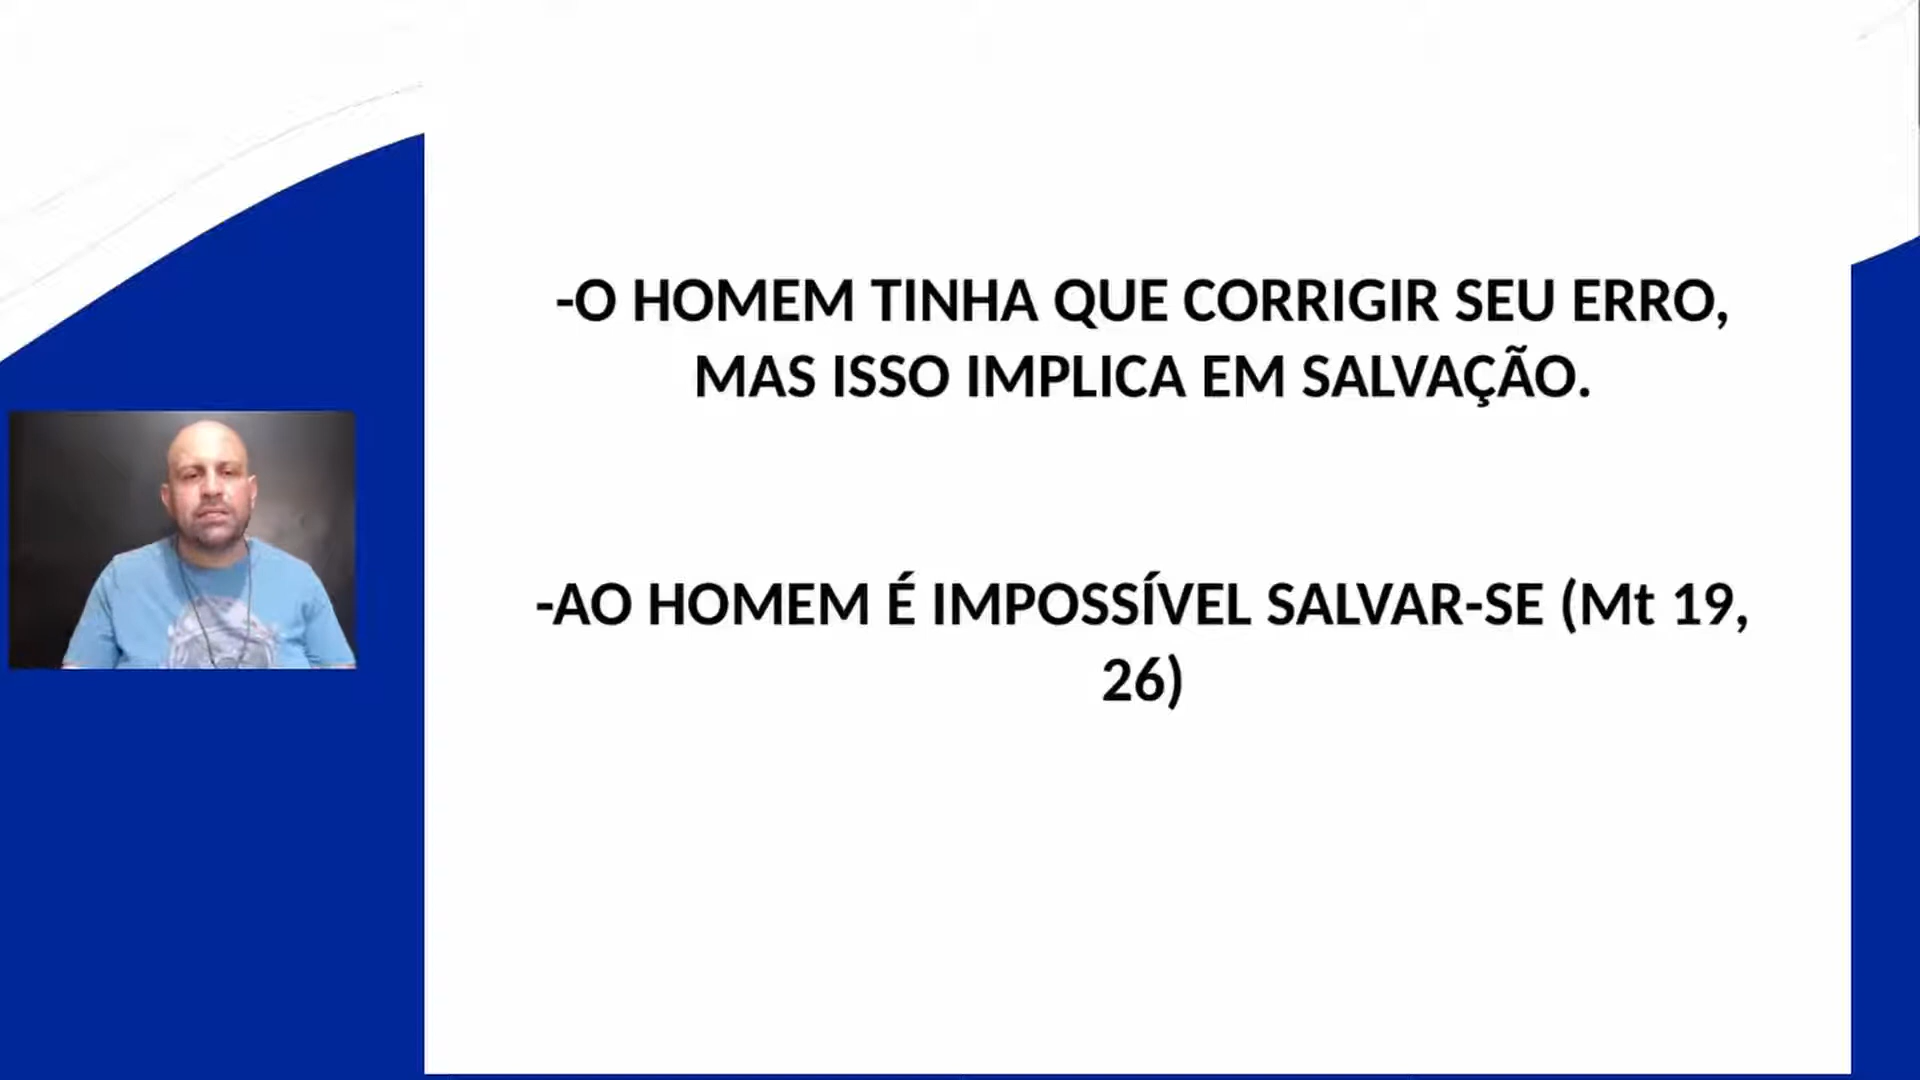 -O HOMEM TINHA QUE CORRIGIR SEU ERRO,
MAS ISSO IMPLICA EM SALVAÇÃO.
-AO HOMEM É IMPOSSÍVEL SALVAR-SE (Mt 19,
26)